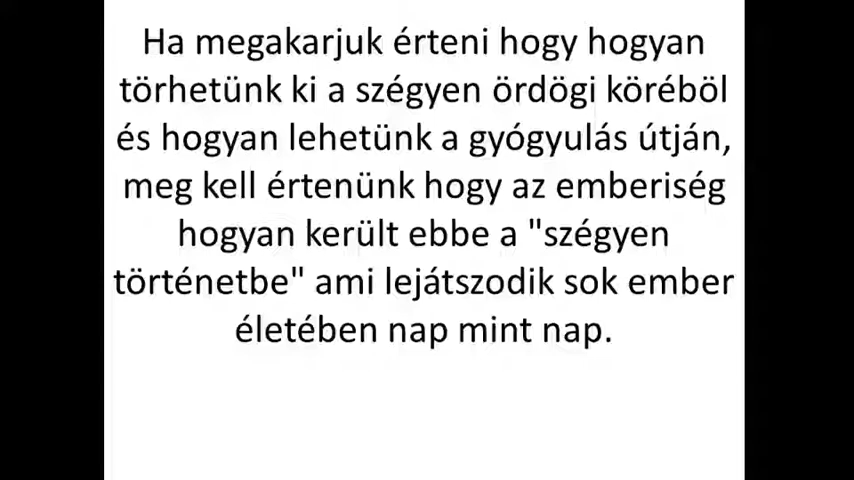 Ha megakarjuk érteni hogy hogyan
törhetünk ki a szégyen ördögi köréböl
és hogyan lehetünk a gyógyulás útján,
meg kell értenünk hogy az emberiség
hogyan került ebbe a "szégyen
történetbe" ami lejátszodik sok ember
életében nap mint nap.